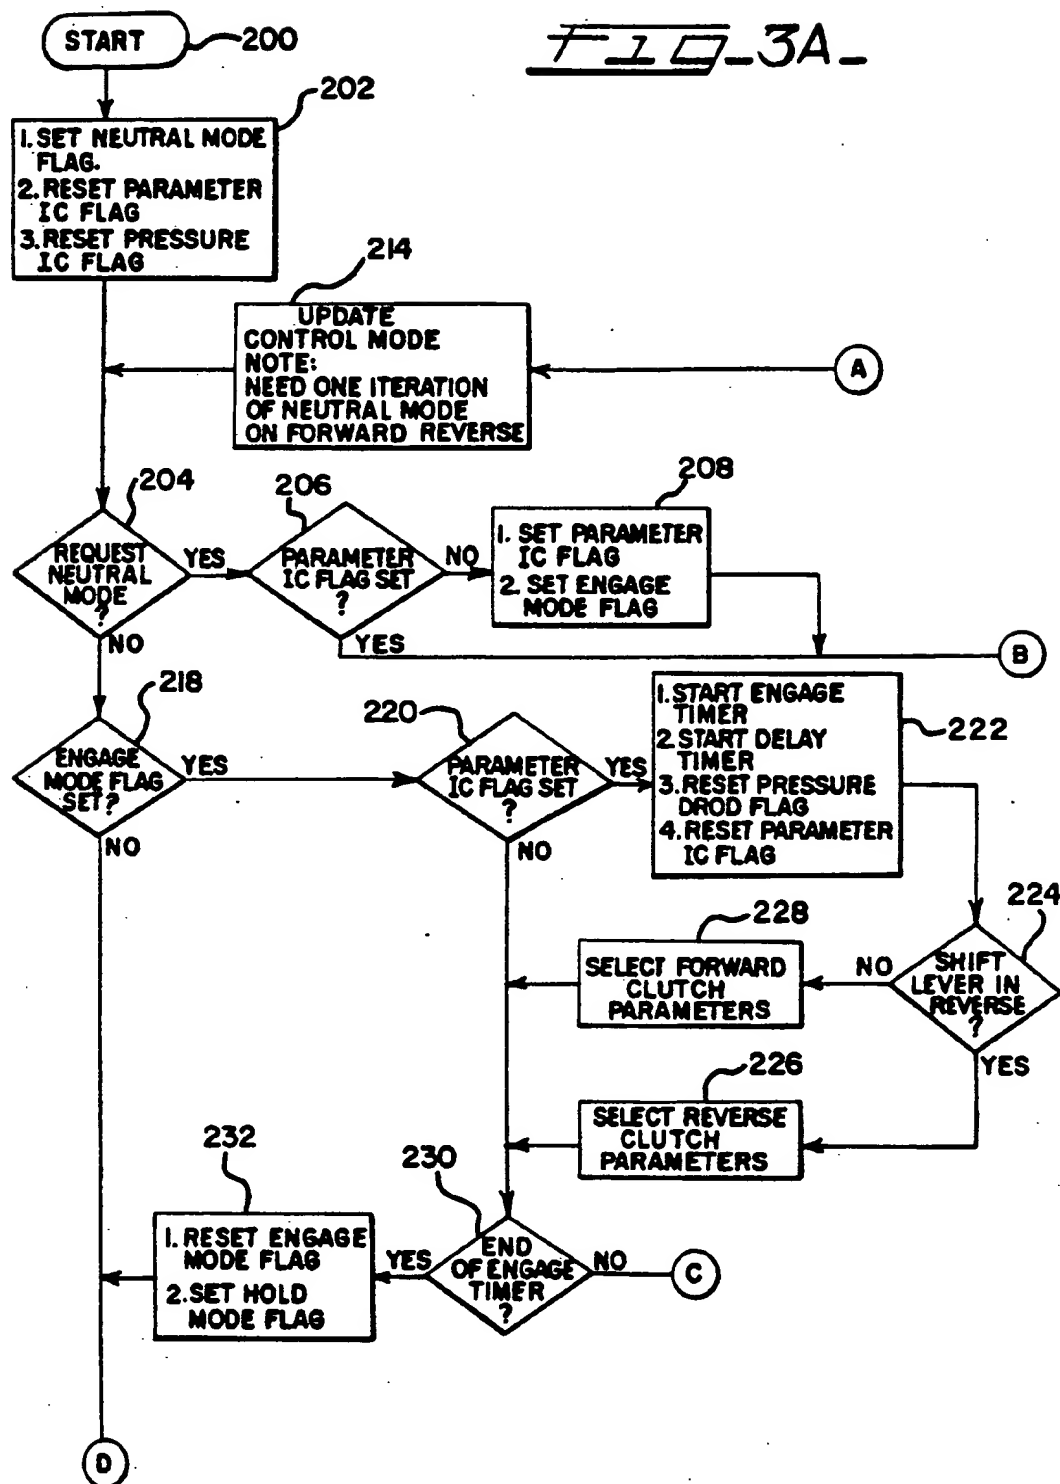 START
200
FIG-3A-
202
1. SET NEUTRAL MODE
FLAG.
2. RESET PARAMETER
IC FLAG
3. RESET PRESSURE
IC FLAG
214
UPDATE
CONTROL MODE
NOTE:
NEED ONE ITERATION
OF NEUTRAL MODE
ON FORWARD REVERSE
A
204
REQUEST
NEUTRAL
MODE
?
YES
NO
206
PARAMETER
IC FLAG SET
?
NO
YES
208
1. SET PARAMETER
IC FLAG
2. SET ENGAGE
MODE FLAG
B
218
ENGAGE
MODE FLAG
SET?
YES
NO
220
PARAMETER
IC FLAG SET
?
YES
NO
222
1. START ENGAGE
TIMER
2. START DELAY
TIMER
3. RESET PRESSURE
DROD FLAG
4. RESET PARAMETER
IC FLAG
224
SHIFT
LEVER IN
REVERSE
?
NO
YES
228
SELECT FORWARD
CLUTCH
PARAMETERS
226
SELECT REVERSE
CLUTCH
PARAMETERS
230
END
OF ENGAGE
TIMER
?
YES
NO
C
232
1. RESET ENGAGE
MODE FLAG
2. SET HOLD
MODE FLAG
D